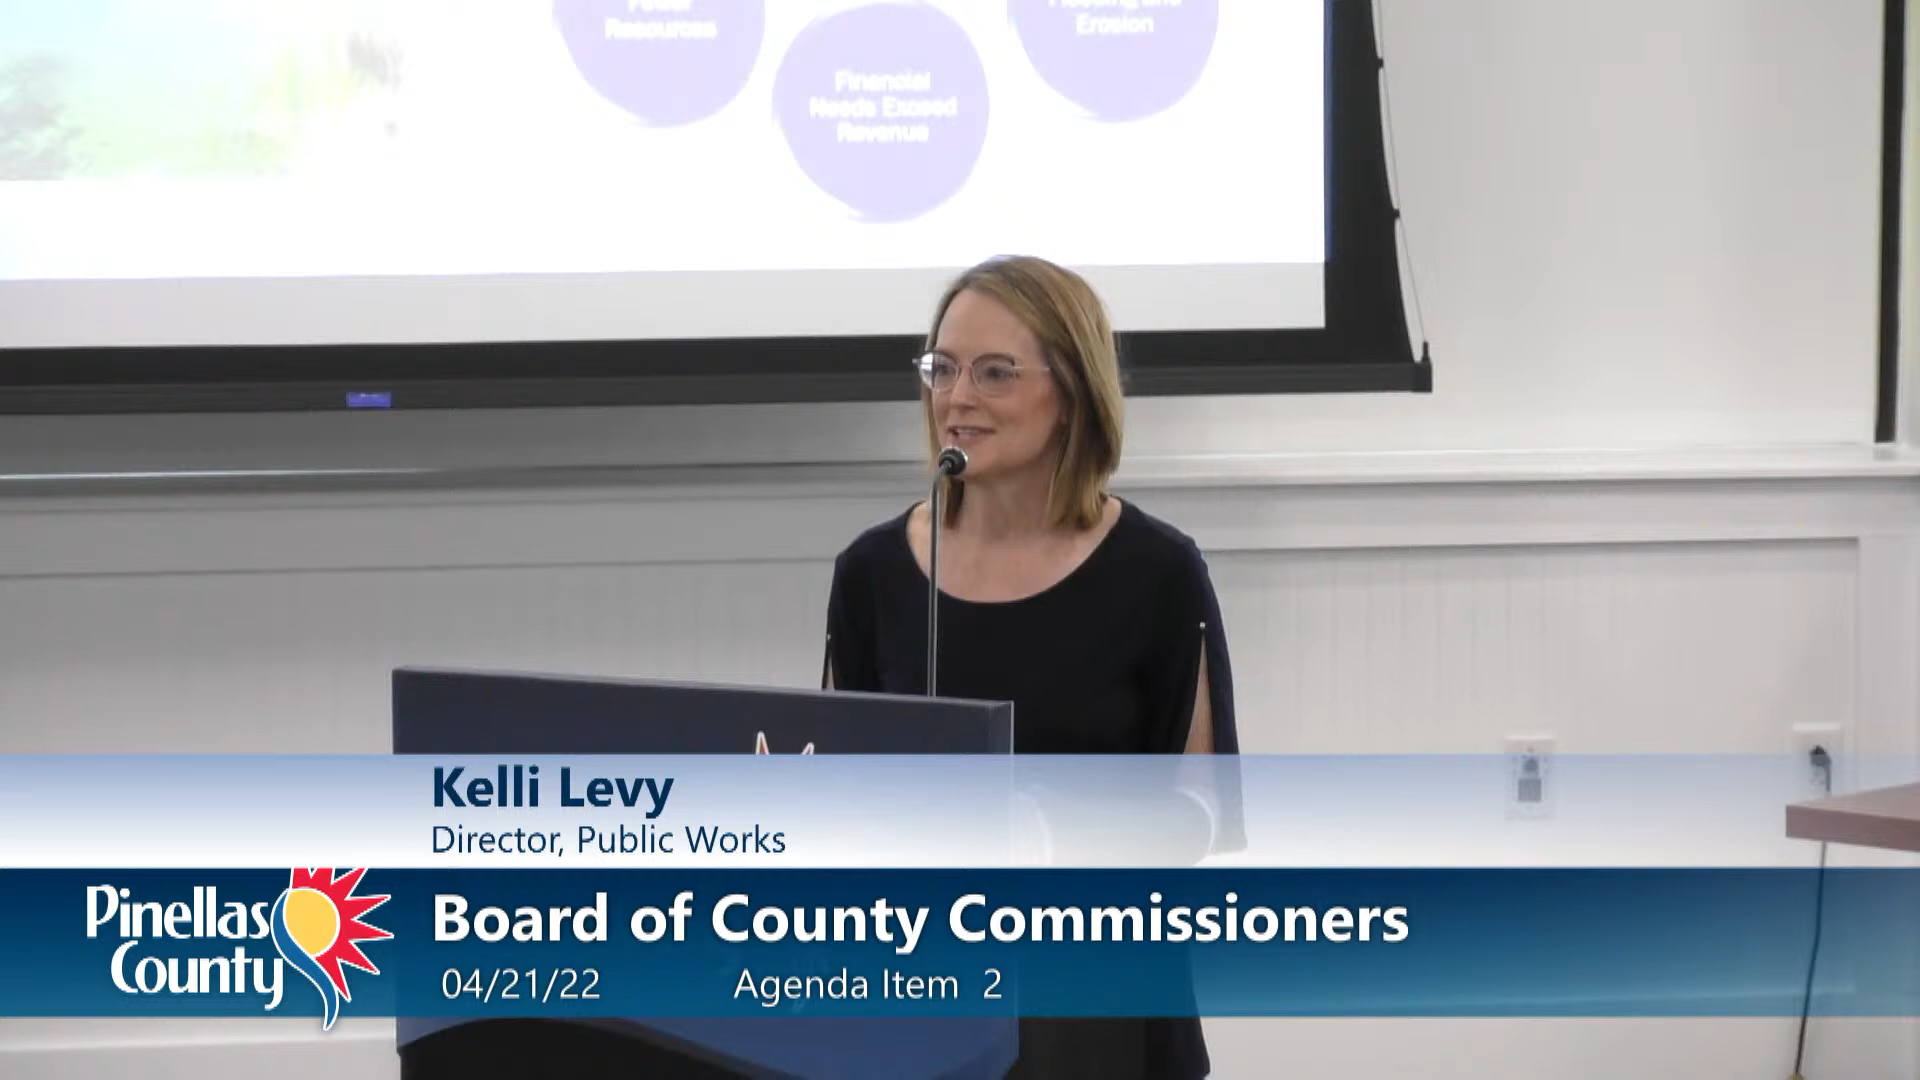 Resources
Erosion
Financial
Needs Exceed
Revenue
Kelli Levy
Director, Public Works
Pinellas
County
Board of County Commissioners
04/21/22 Agenda Item 2